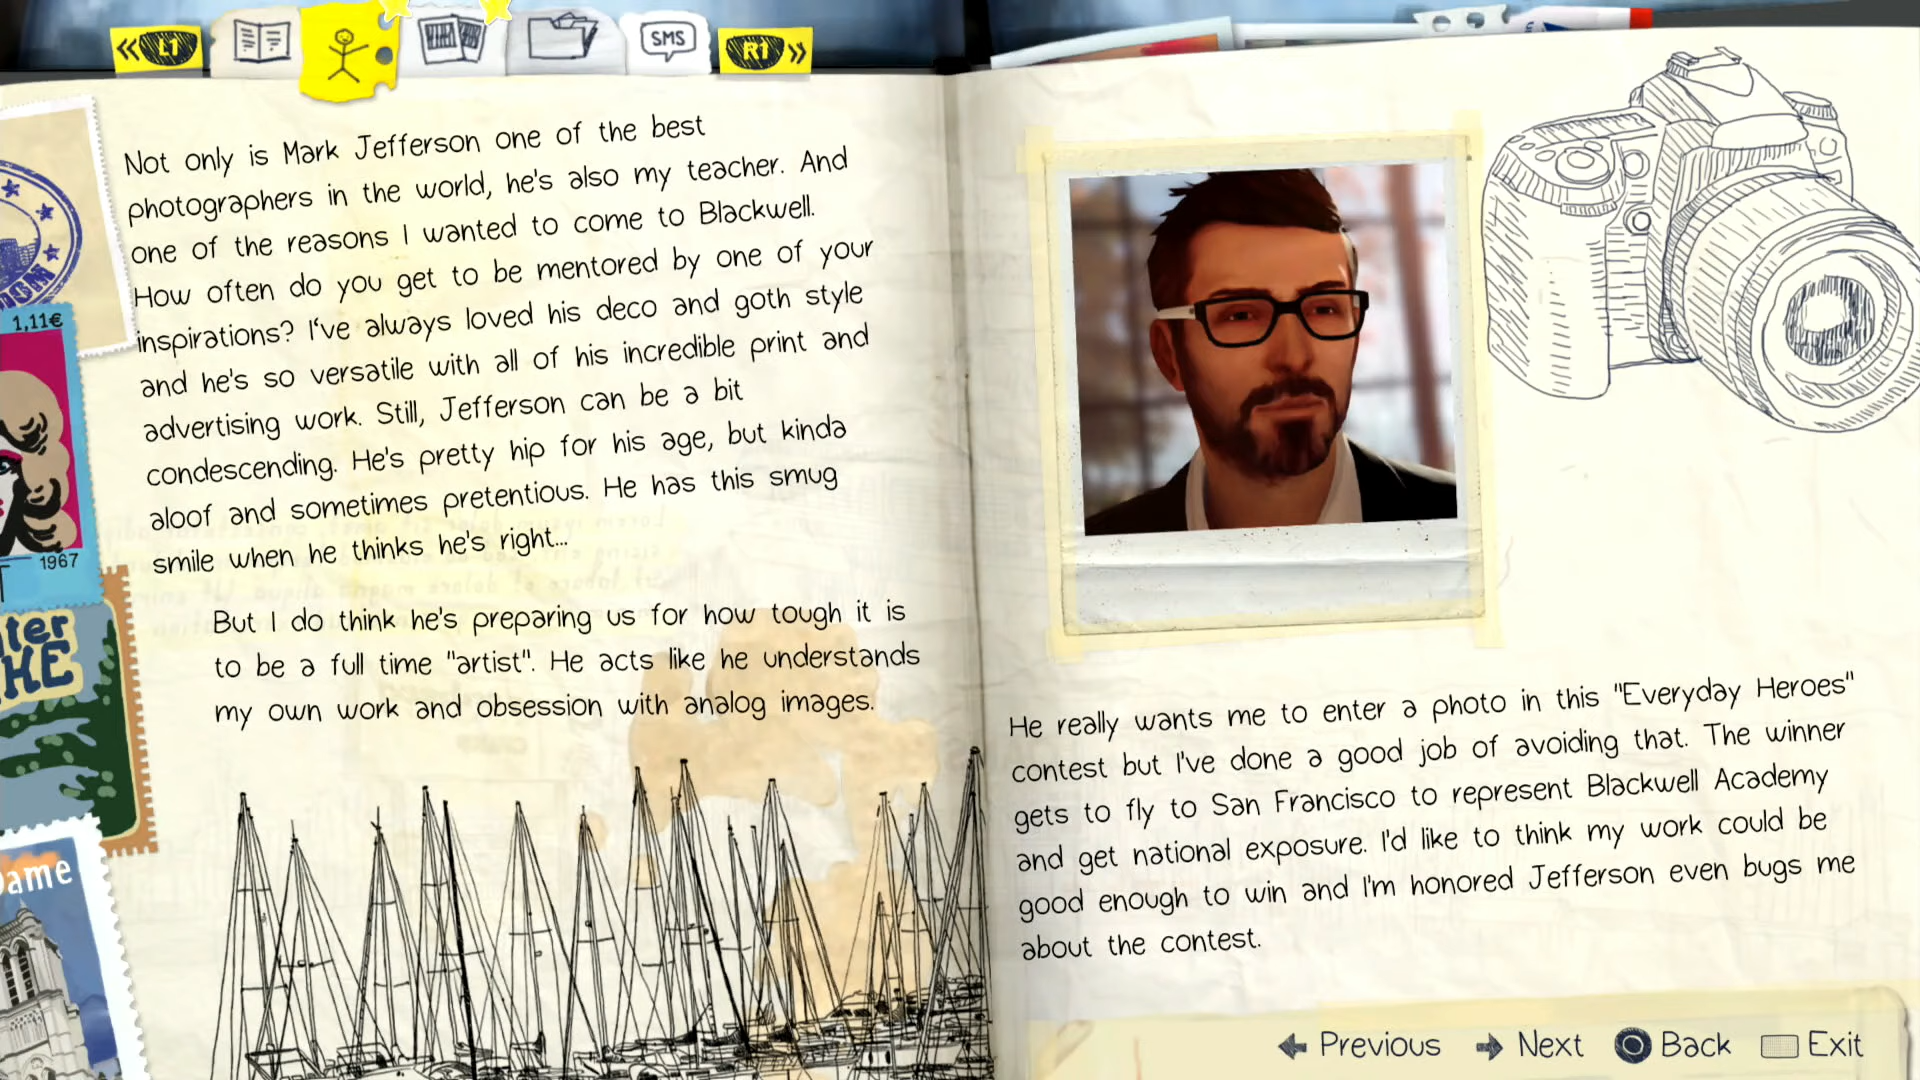 L1
SMS
R1
Not only is Mark Jefferson one of the best
photographers in the world, he's also my teacher. And
one of the reasons I wanted to come to Blackwell.
How often do you get to be mentored by one of your
inspirations? I've always loved his deco and goth style
and he's so versatile with all of his incredible print and
advertising work. Still, Jefferson can be a bit
condescending. He's pretty hip for his age, but kinda
aloof and sometimes pretentious. He has this smug
smile when he thinks he's right...
But I do think he's preparing us for how tough it is
to be a full time "artist". He acts like he understands
my own work and obsession with analog images.
1,11€
1967
ter
HE
Dame
He really wants me to enter a photo in this "Everyday Heroes"
contest but I've done a good job of avoiding that. The winner
gets to fly to San Francisco to represent Blackwell Academy
and get national exposure. I'd like to think my work could be
good enough to win and I'm honored Jefferson even bugs me
about the contest.
Previous Next Back Exit